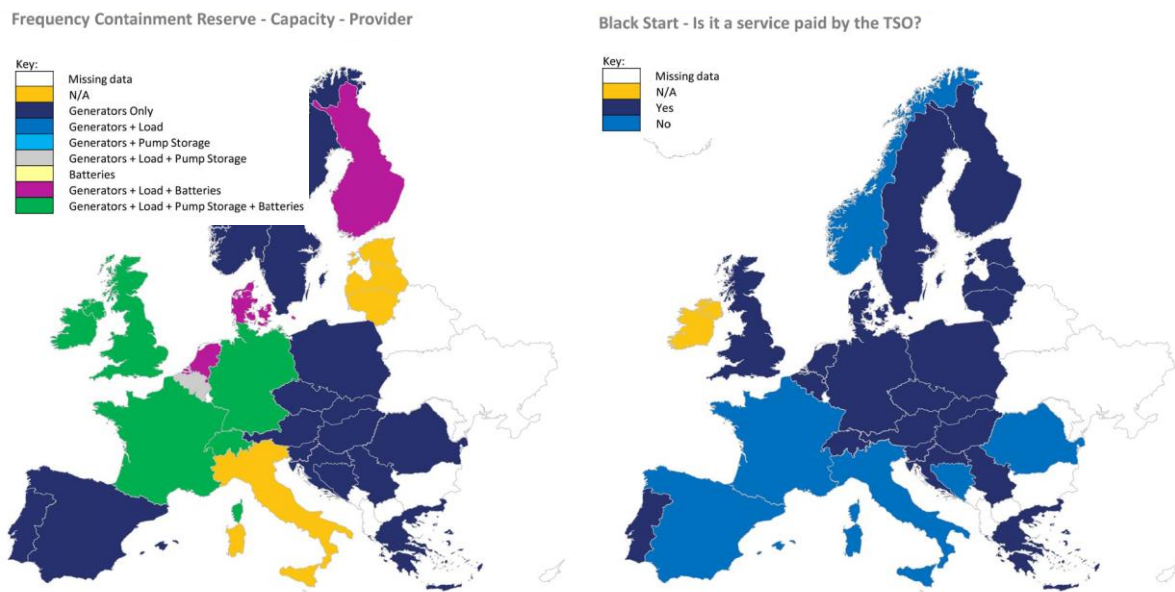 Frequency Containment Reserve - Capacity - Provider
Key:
Missing data
N/A
Generators Only
Generators + Load
Generators + Pump Storage
Generators + Load + Pump Storage
Batteries
Generators + Load + Batteries
Generators + Load + Pump Storage + Batteries
Black Start - Is it a service paid by the TSO?
Key:
Missing data
N/A
Yes
No